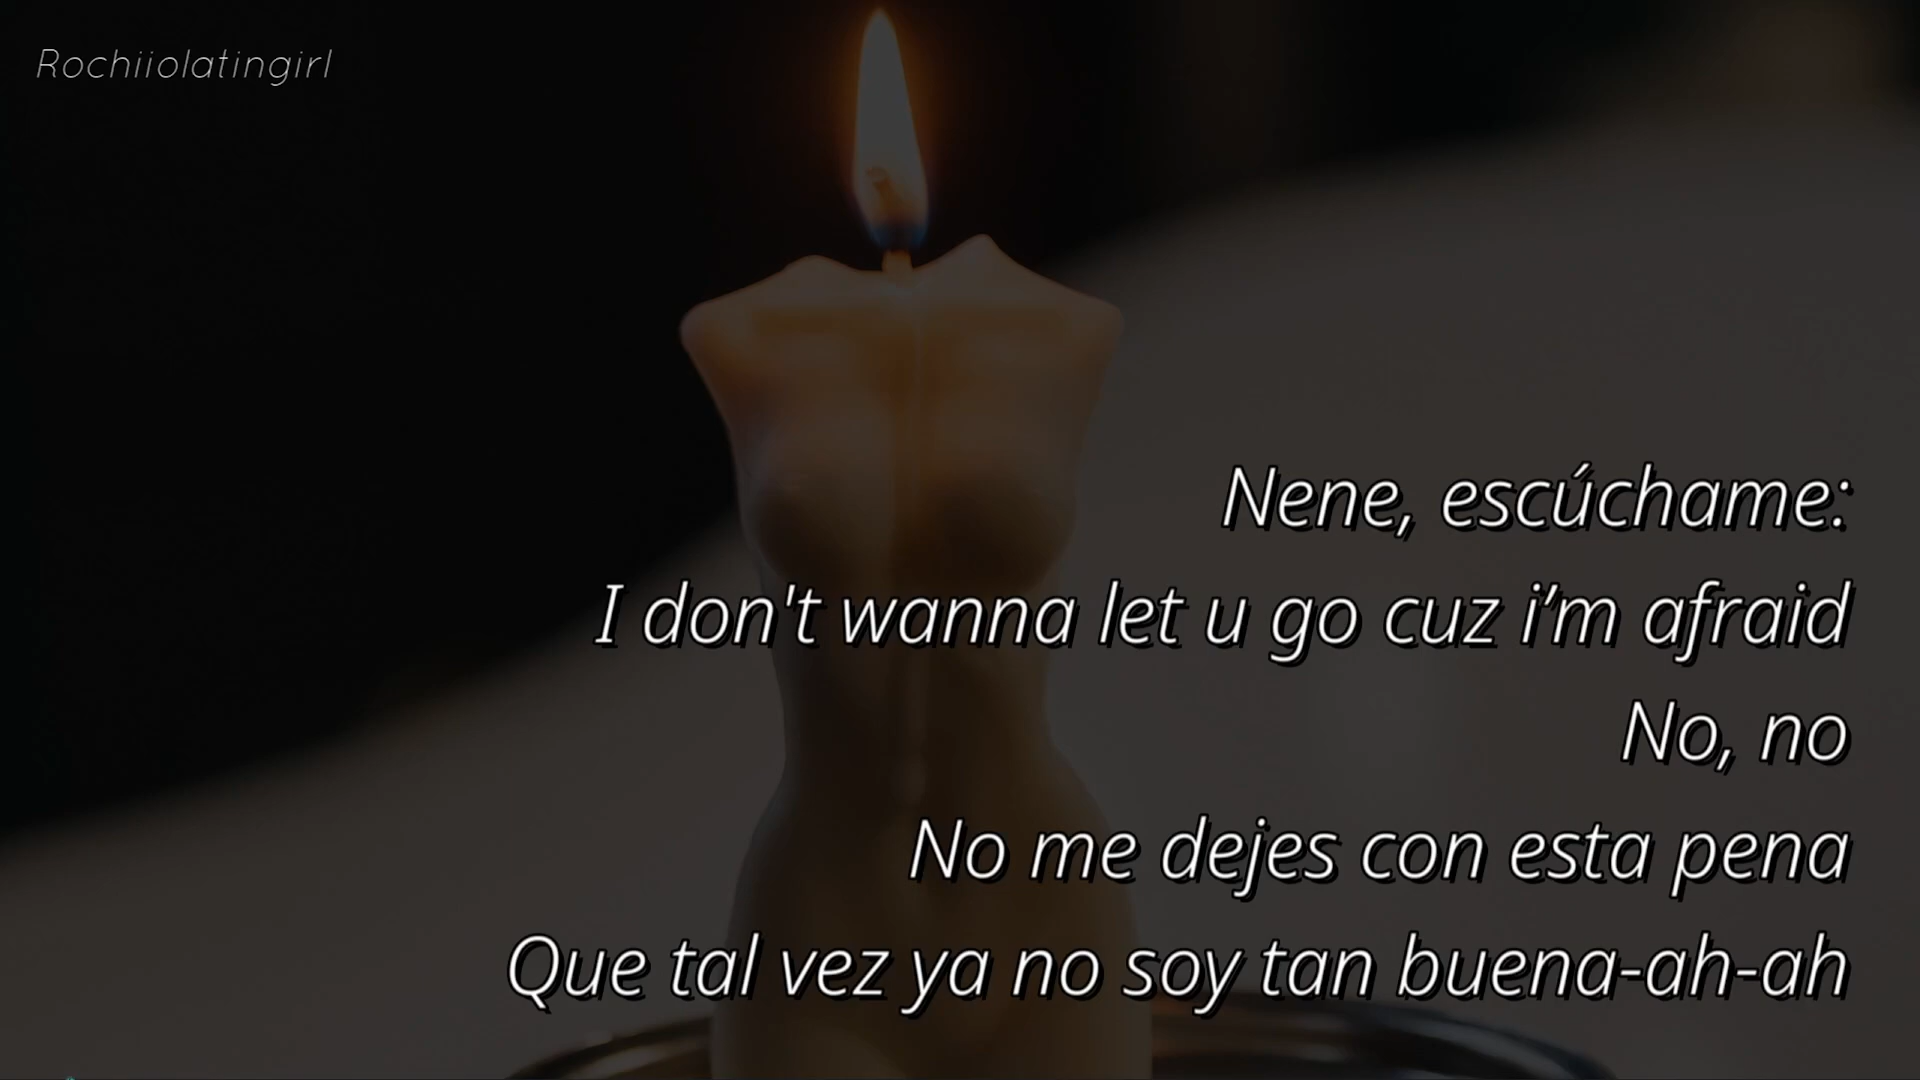 Rochiiolatingirl
Nene, escúchame:
I don't wanna let u go cuz i’m afraid
No, no
No me dejes con esta pena
Que tal vez ya no soy tan buena-ah-ah